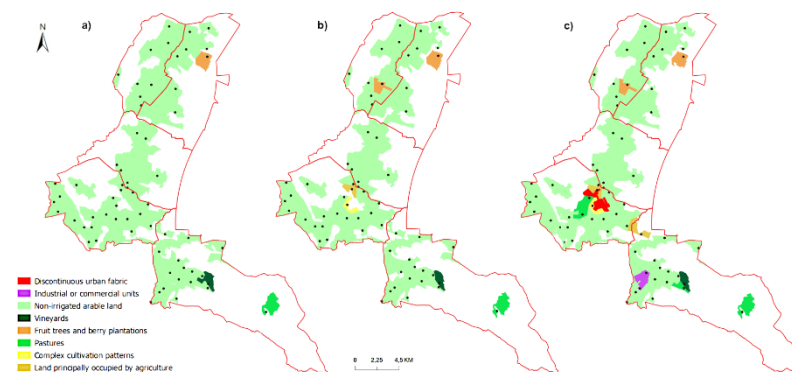 N
a)
b)
c)
Discontinuous urban fabric
Industrial or commercial units
Non-irrigated arable land
Vineyards
Fruit trees and berry plantations
Pastures
Complex cultivation patterns
Land principally occupied by agriculture
0 2,25 4,5 KM